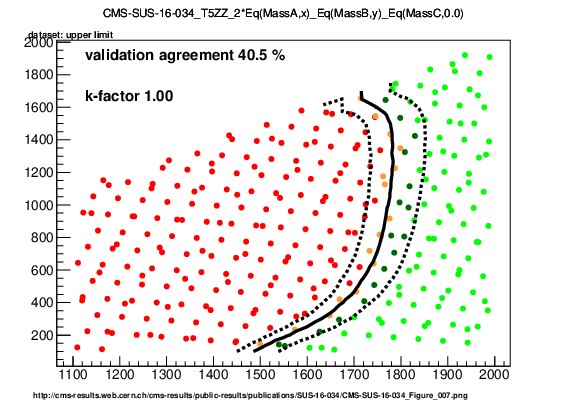 CMS-SUS-16-034_T5ZZ_2*Eq(MassA,x)_Eq(MassB,y)_Eq(MassC,0.0)
dataset: upper limit
validation agreement 40.5 %
k-factor 1.00
2000
1800
1600
1400
1200
1000
800
600
400
200
1100 1200 1300 1400 1500 1600 1700 1800 1900 2000
http://cms-results.web.cern.ch/cms-results/public-results/publications/SUS-16-034/CMS-SUS-16-034_Figure_007.png